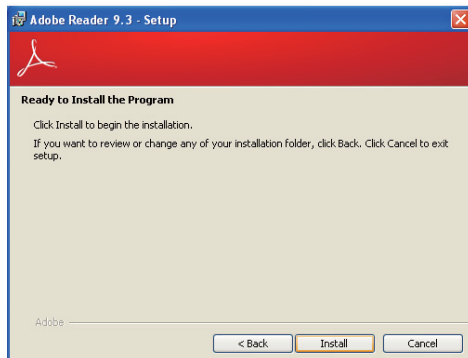 Adobe Reader 9.3 - Setup
Ready to Install the Program
Click Install to begin the installation.
If you want to review or change any of your installation folder, click Back. Click Cancel to exit
setup.
Adobe
< Back Install Cancel